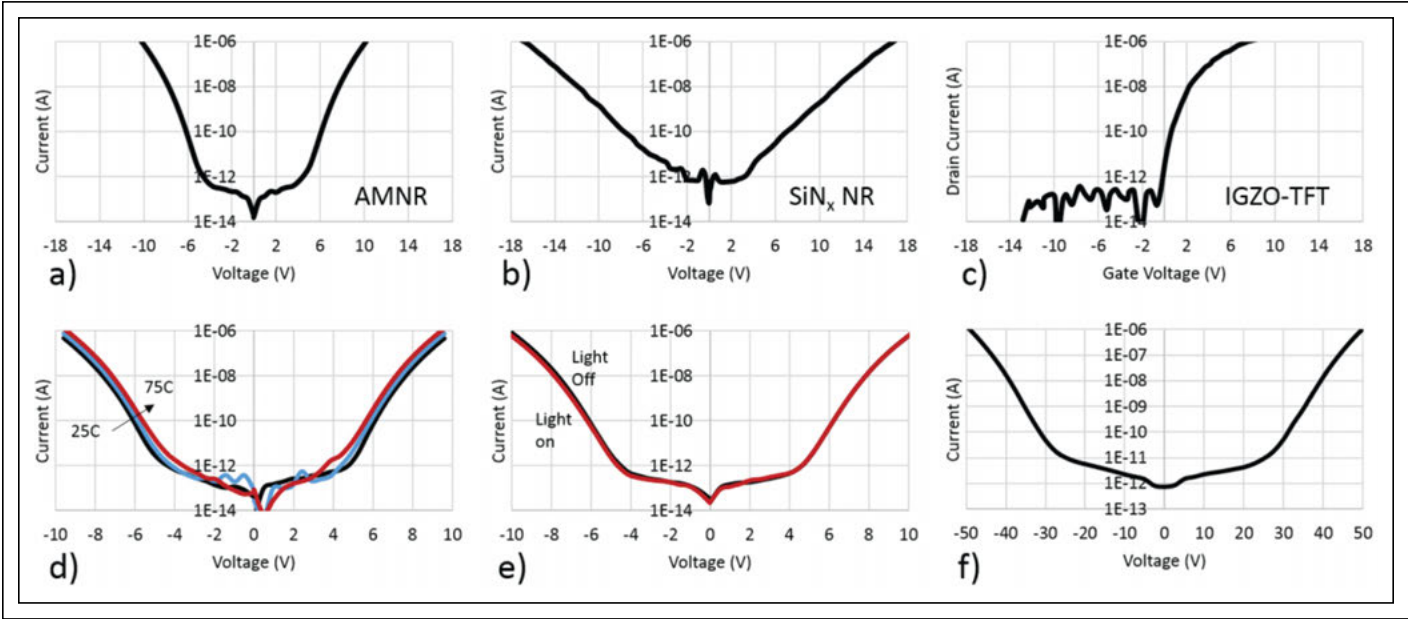 1E-06
1E-08
1E-10
1E-12
1E-14
Current (A)
AMNR
-18 -14 -10 -6 -2 2 6 10 14 18
Voltage (V)
a)
1E-06
1E-08
1E-10
1E-12
1E-14
Current (A)
SiNx NR
-18 -14 -10 -6 -2 2 6 10 14 18
Voltage (V)
b)
1E-06
1E-08
1E-10
1E-12
1E-14
Drain Current (A)
IGZO-TFT
-18 -14 -10 -6 -2 2 6 10 14 18
Gate Voltage (V)
c)
1E-06
1E-08
1E-10
1E-12
1E-14
Current (A)
75C
25C
-10 -8 -6 -4 -2 0 2 4 6 8 10
Voltage (V)
d)
1E-06
1E-08
1E-10
1E-12
1E-14
Current (A)
Light
Off
Light
on
-10 -8 -6 -4 -2 0 2 4 6 8 10
Voltage (V)
e)
1E-06
1E-07
1E-08
1E-09
1E-10
1E-11
1E-12
1E-13
Current (A)
-50 -40 -30 -20 -10 0 10 20 30 40 50
Voltage (V)
f)